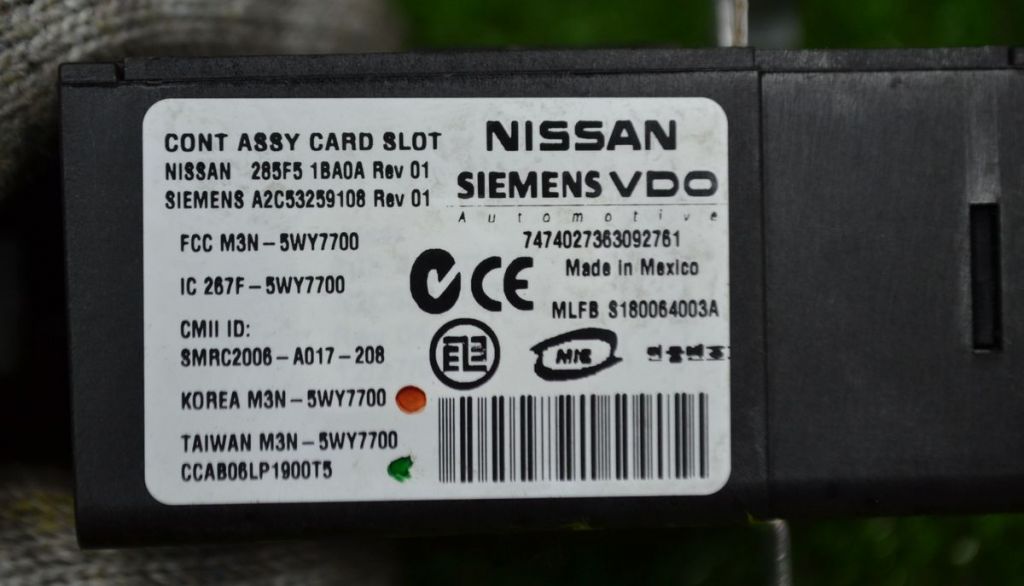 CONT ASSY CARD SLOT
NISSAN 285F5 1BA0A Rev 01
SIEMENS A2C53259108 Rev 01
FCC M3N-5WY7700
IC 267F-5WY7700
CMII ID:
SMRC2006-A017-208
KOREA M3N-5WY7700
TAIWAN M3N-5WY7700
CCAB06LP1900T5
NISSAN
SIEMENS VDO
Automotive
7474027363092761
Made in Mexico
MLFB S180064003A
CE
MIC